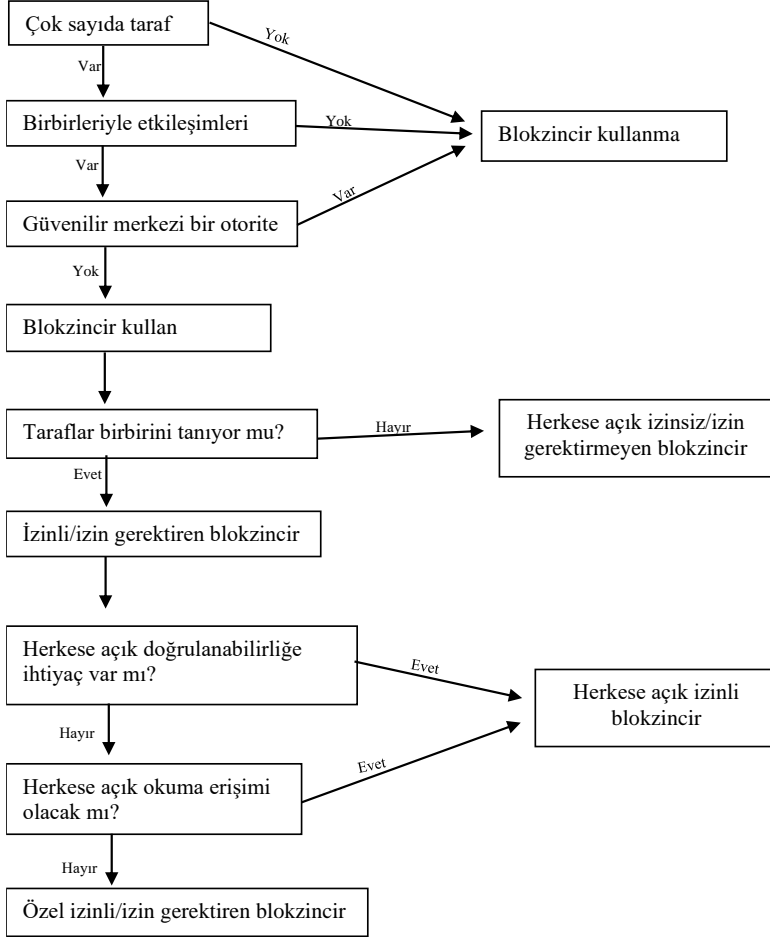 Çok sayıda taraf
Yok
Var
Birbirleriyle etkileşimleri
Yok
Blokzincir kullanma
Var
Var
Güvenilir merkezi bir otorite
Yok
Blokzincir kullan
Taraflar birbirini tanıyor mu?
Hayır
Herkese açık izinsiz/izin
gerektirmeyen blokzincir
Evet
İzinli/izin gerektiren blokzincir
Herkese açık doğrulanabilirliğe
ihtiyaç var mı?
Evet
Herkese açık izinli
blokzincir
Hayır
Evet
Herkese açık okuma erişimi
olacak mı?
Hayır
Özel izinli/izin gerektiren blokzincir